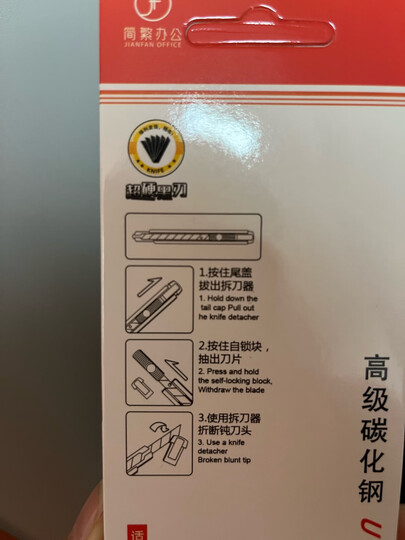 简繁办公
JIANFAN OFFICE
KNIFE
超硬黑刃
1.按住尾盖
拔出拆刀器
1. Hold down the
tail cap Pull out
he knife detacher
2.按住自锁块，
抽出刀片
2. Press and hold
the self-locking block,
Withdraw the blade
3.使用拆刀器
折断钝刀头
3. Use a knife
detacher
Broken blunt tip
高级碳化钢
适